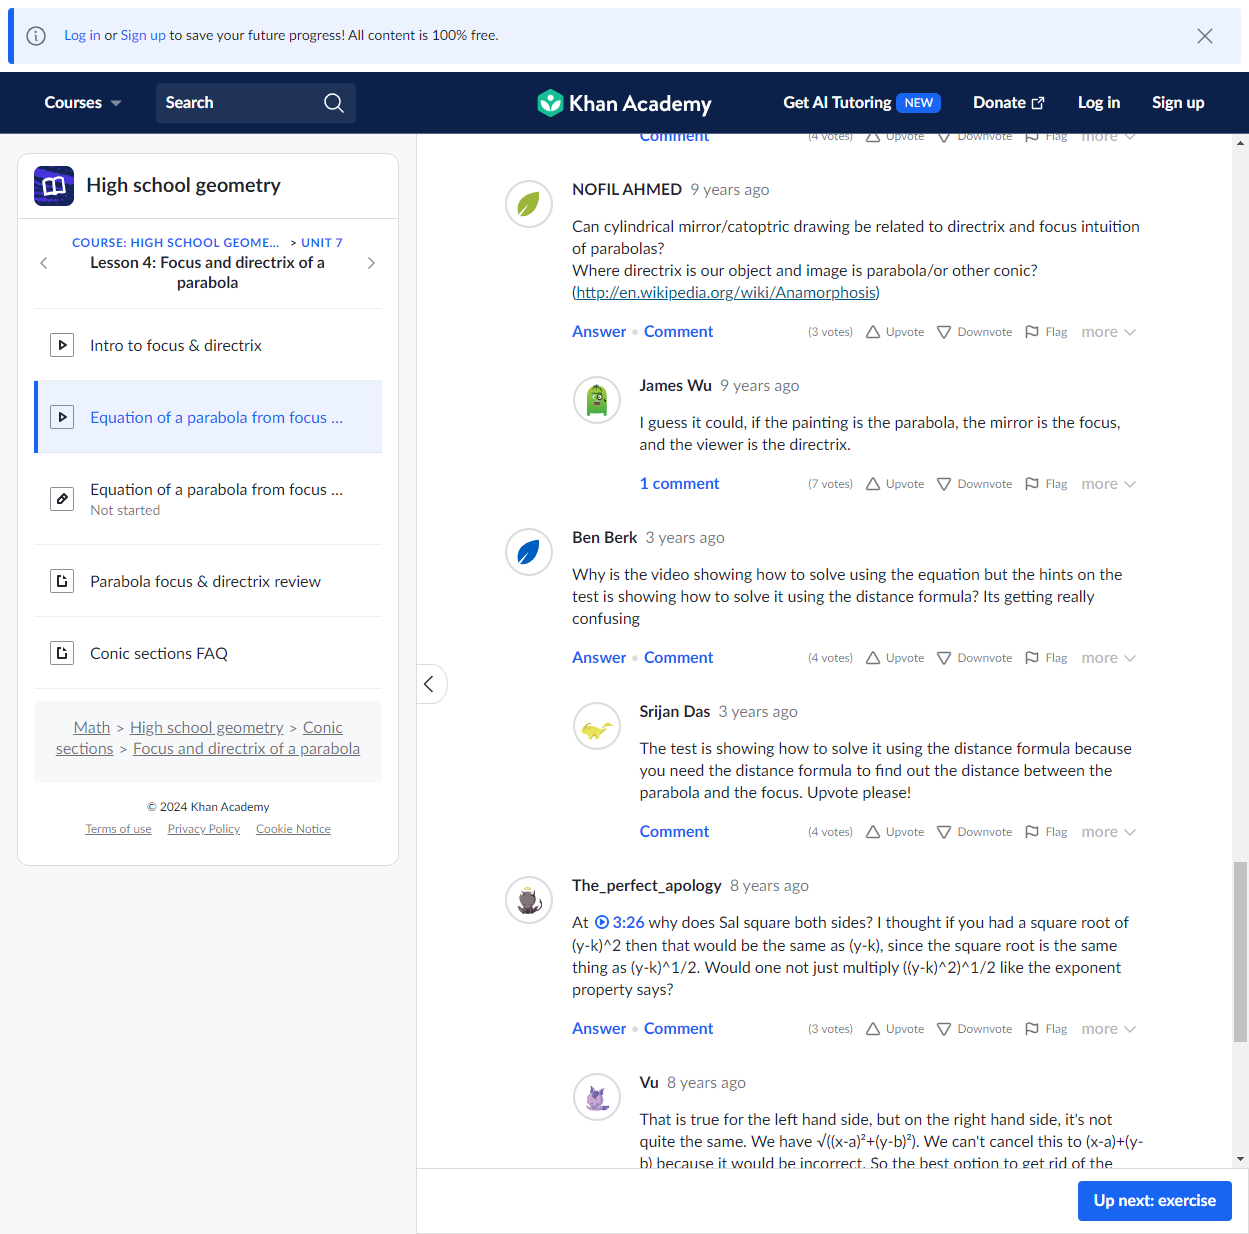 Log in or Sign up to save your future progress! All content is 100% free.
Courses
Search
Khan Academy
Get AI Tutoring NEW
Donate
Log in
Sign up
High school geometry
COURSE: HIGH SCHOOL GEOME... > UNIT 7
Lesson 4: Focus and directrix of a
parabola
Intro to focus & directrix
Equation of a parabola from focus ...
Equation of a parabola from focus ...
Not started
Parabola focus & directrix review
Conic sections FAQ
Math > High school geometry > Conic
sections > Focus and directrix of a parabola
© 2024 Khan Academy
Terms of use Privacy Policy Cookie Notice
Comment (4 votes) Upvote Downvote Flag more
NOFIL AHMED 9 years ago
Can cylindrical mirror/catoptric drawing be related to directrix and focus intuition
of parabolas?
Where directrix is our object and image is parabola/or other conic?
(http://en.wikipedia.org/wiki/Anamorphosis)
Answer • Comment (3 votes) Upvote Downvote Flag more
James Wu 9 years ago
I guess it could, if the painting is the parabola, the mirror is the focus,
and the viewer is the directrix.
1 comment (7 votes) Upvote Downvote Flag more
Ben Berk 3 years ago
Why is the video showing how to solve using the equation but the hints on the
test is showing how to solve it using the distance formula? Its getting really
confusing
Answer • Comment (4 votes) Upvote Downvote Flag more
Srijan Das 3 years ago
The test is showing how to solve it using the distance formula because
you need the distance formula to find out the distance between the
parabola and the focus. Upvote please!
Comment (4 votes) Upvote Downvote Flag more
The_perfect_apology 8 years ago
At 3:26 why does Sal square both sides? I thought if you had a square root of
(y-k)^2 then that would be the same as (y-k), since the square root is the same
thing as (y-k)^1/2. Would one not just multiply ((y-k)^2)^1/2 like the exponent
property says?
Answer • Comment (3 votes) Upvote Downvote Flag more
Vu 8 years ago
That is true for the left hand side, but on the right hand side, it's not
quite the same. We have √((x-a)²+(y-b)²). We can't cancel this to (x-a)+(y-
b) because it would be incorrect. So the best option to get rid of the
Up next: exercise